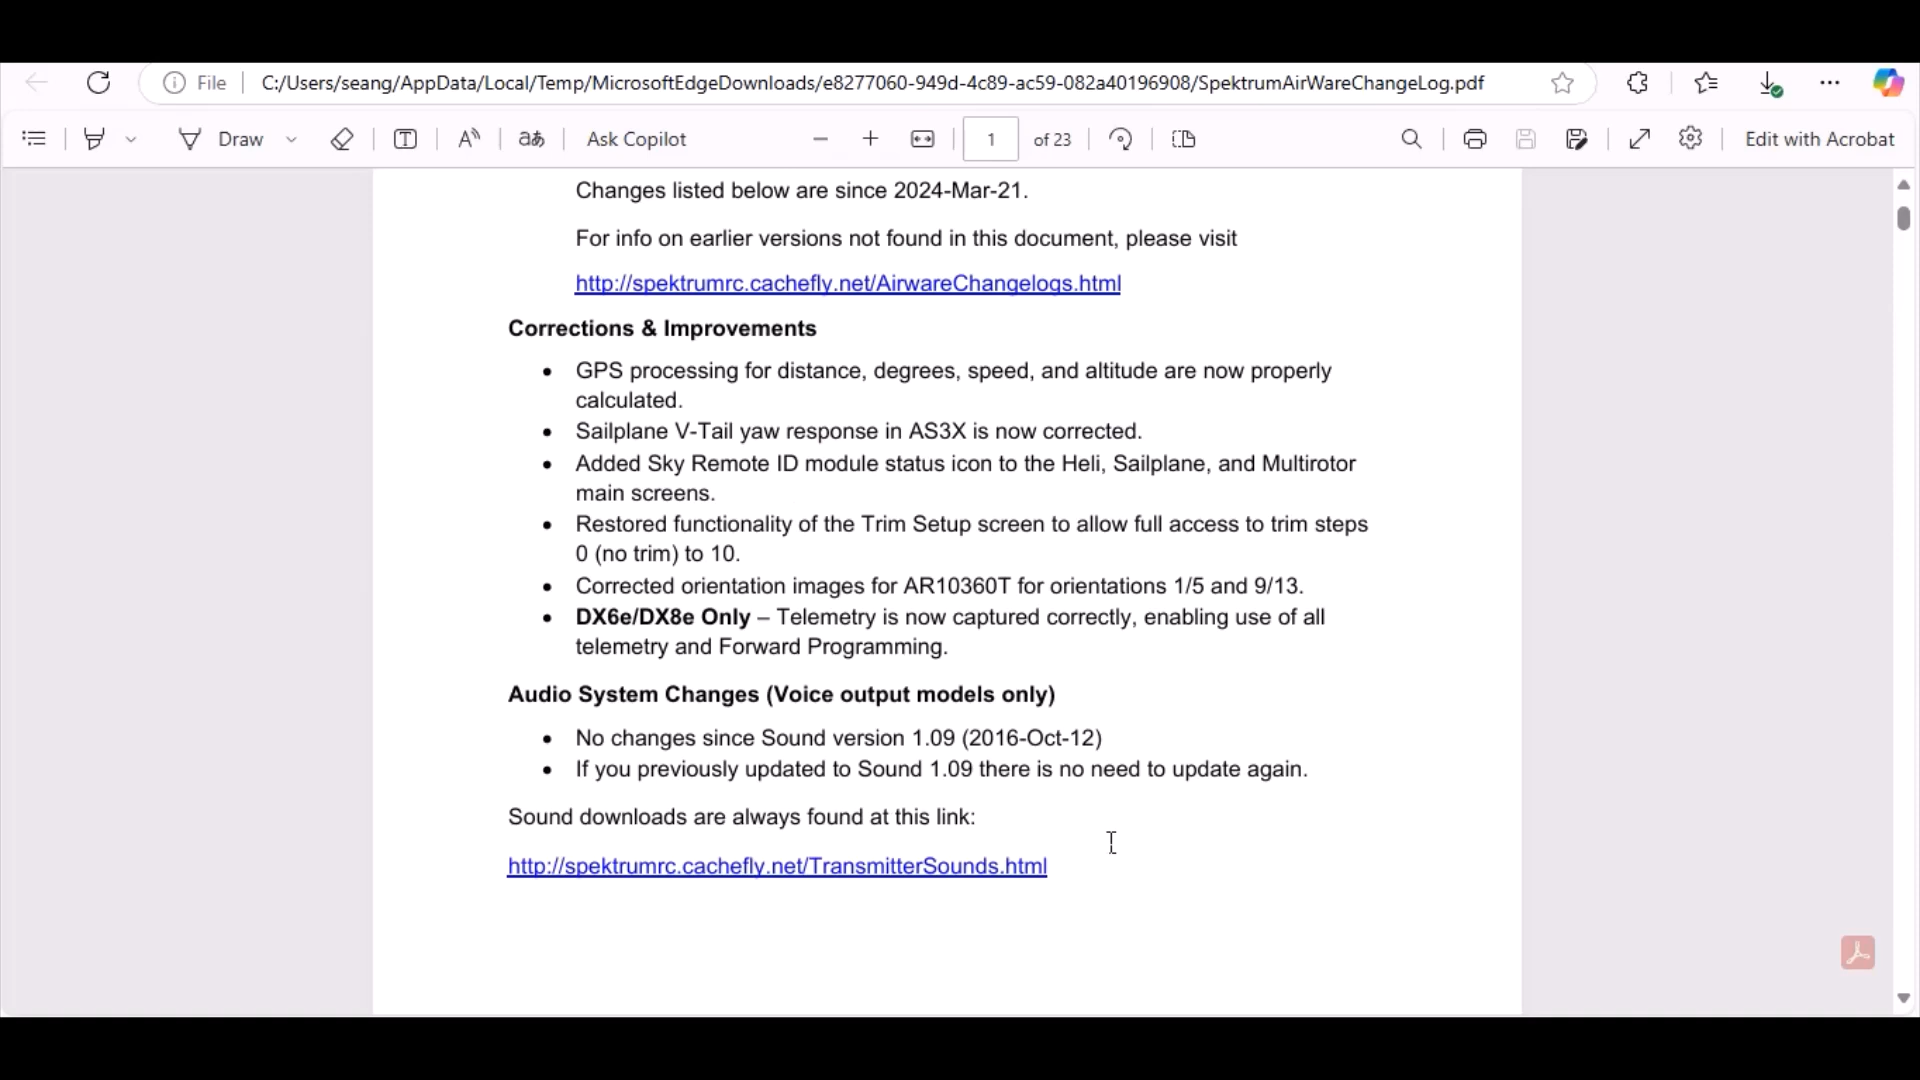 File
C:/Users/seang/AppData/Local/Temp/MicrosoftEdgeDownloads/e8277060-949d-4c89-ac59-082a40196908/SpektrumAirWareChangeLog.pdf
Draw
Ask Copilot
1 of 23
Edit with Acrobat
Changes listed below are since 2024-Mar-21.
For info on earlier versions not found in this document, please visit
http://spektrumrc.cachefly.net/AirwareChangelogs.html
Corrections & Improvements
• GPS processing for distance, degrees, speed, and altitude are now properly
calculated.
• Sailplane V-Tail yaw response in AS3X is now corrected.
• Added Sky Remote ID module status icon to the Heli, Sailplane, and Multirotor
main screens.
• Restored functionality of the Trim Setup screen to allow full access to trim steps
0 (no trim) to 10.
• Corrected orientation images for AR10360T for orientations 1/5 and 9/13.
• DX6e/DX8e Only – Telemetry is now captured correctly, enabling use of all
telemetry and Forward Programming.
Audio System Changes (Voice output models only)
• No changes since Sound version 1.09 (2016-Oct-12)
• If you previously updated to Sound 1.09 there is no need to update again.
Sound downloads are always found at this link:
http://spektrumrc.cachefly.net/TransmitterSounds.html